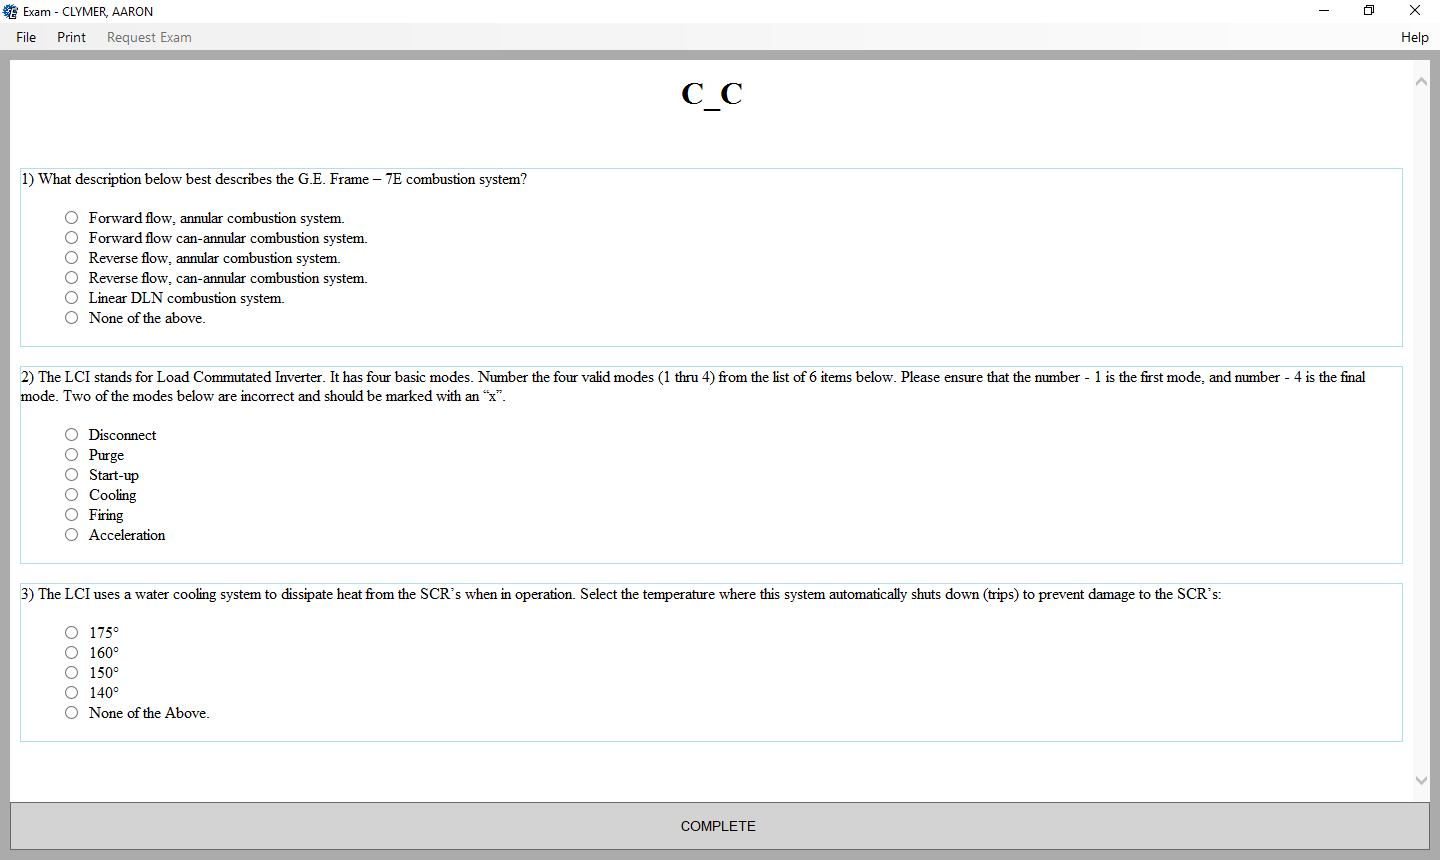 Exam - CLYMER, AARON
File Print Request Exam Help
C_C
1) What description below best describes the G.E. Frame – 7E combustion system?
Forward flow, annular combustion system.
Forward flow can-annular combustion system.
Reverse flow, annular combustion system.
Reverse flow, can-annular combustion system.
Linear DLN combustion system.
None of the above.
2) The LCI stands for Load Commutated Inverter. It has four basic modes. Number the four valid modes (1 thru 4) from the list of 6 items below. Please ensure that the number - 1 is the first mode, and number - 4 is the final
mode. Two of the modes below are incorrect and should be marked with an “x”.
Disconnect
Purge
Start-up
Cooling
Firing
Acceleration
3) The LCI uses a water cooling system to dissipate heat from the SCR’s when in operation. Select the temperature where this system automatically shuts down (trips) to prevent damage to the SCR’s:
175°
160°
150°
140°
None of the Above.
COMPLETE